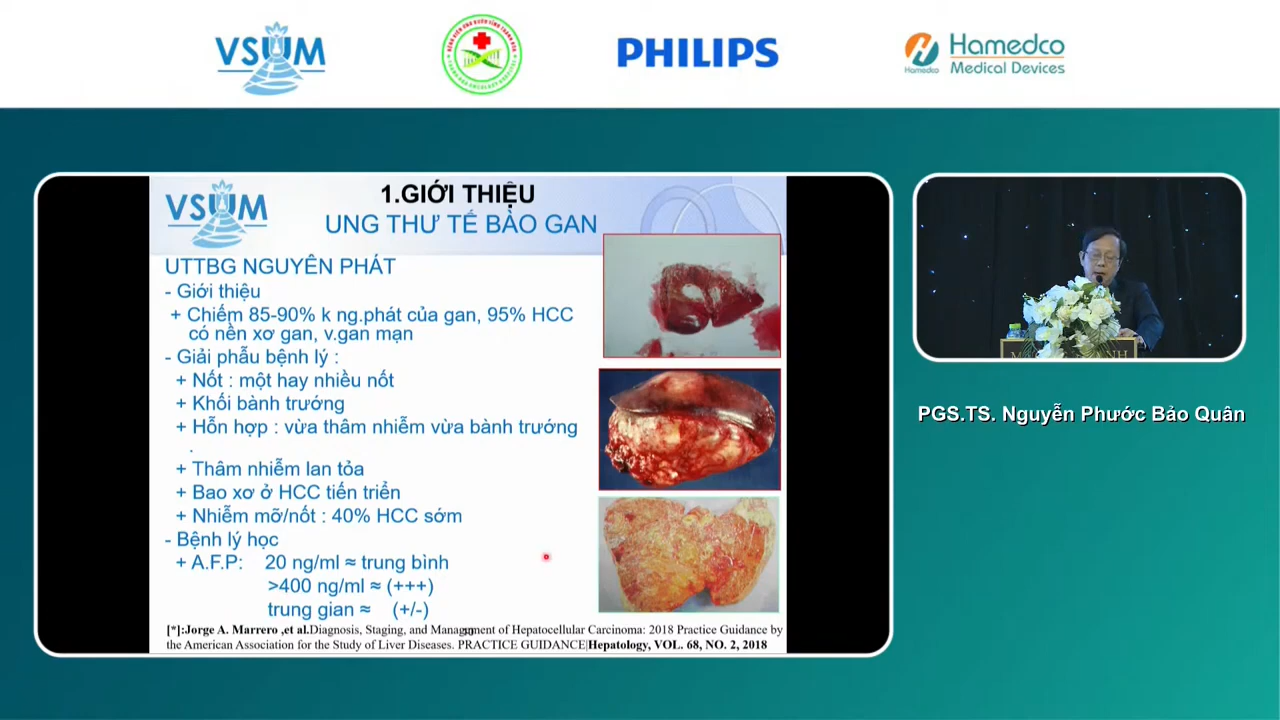 VSUM
PHILIPS
Hamedco
Hamedco
Medical Devices
VSUM
1.GIỚI THIỆU
UNG THƯ TẾ BÀO GAN
UTTBG NGUYÊN PHÁT
- Giới thiệu
+ Chiếm 85-90% k ng.phát của gan, 95% HCC
có nền xơ gan, v.gan mạn
- Giải phẫu bệnh lý :
+ Nốt : một hay nhiều nốt
+ Khối bành trướng
+ Hỗn hợp : vừa thâm nhiễm vừa bành trướng
.
+ Thâm nhiễm lan tỏa
+ Bao xơ ở HCC tiến triển
+ Nhiễm mỡ/nốt : 40% HCC sớm
- Bệnh lý học
+ A.F.P: 20 ng/ml ≈ trung bình
>400 ng/ml ≈ (+++)
trung gian ≈ (+/-)
[*]:Jorge A. Marrero ,et al.Diagnosis, Staging, and Management of Hepatocellular Carcinoma: 2018 Practice Guidance by
the American Association for the Study of Liver Diseases. PRACTICE GUIDANCE|Hepatology, VOL. 68, NO. 2, 2018
PGS.TS. Nguyễn Phước Bảo Quân